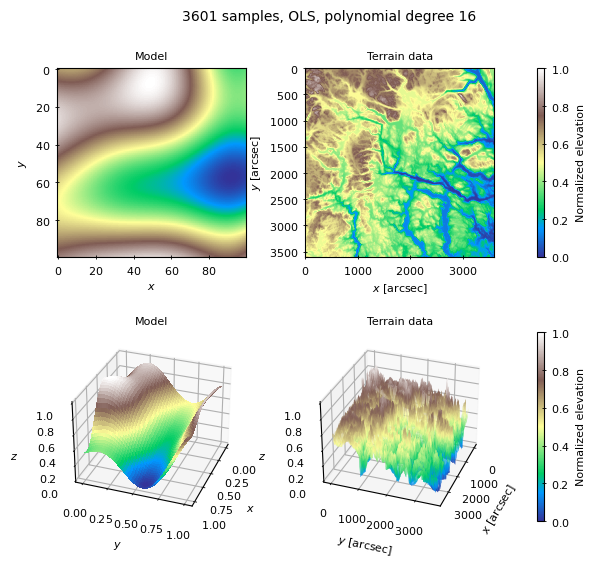 3601 samples, OLS, polynomial degree 16
Model
0
20
40
60
80
y
0 20 40 60 80
x
Terrain data
0
500
1000
1500
2000
2500
3000
3500
y [arcsec]
0 1000 2000 3000
x [arcsec]
1.0
0.8
0.6
0.4
0.2
0.0
Normalized elevation
Model
1.0
0.8
0.6
0.4
0.2
0.0
z
0.00 0.25 0.50 0.75 1.00
y
0.00
0.25
0.50
0.75
1.00
x
Terrain data
1.0
0.8
0.6
0.4
0.2
0.0
z
0 1000 2000 3000
y [arcsec]
0
1000
2000
3000
x [arcsec]
1.0
0.8
0.6
0.4
0.2
0.0
Normalized elevation